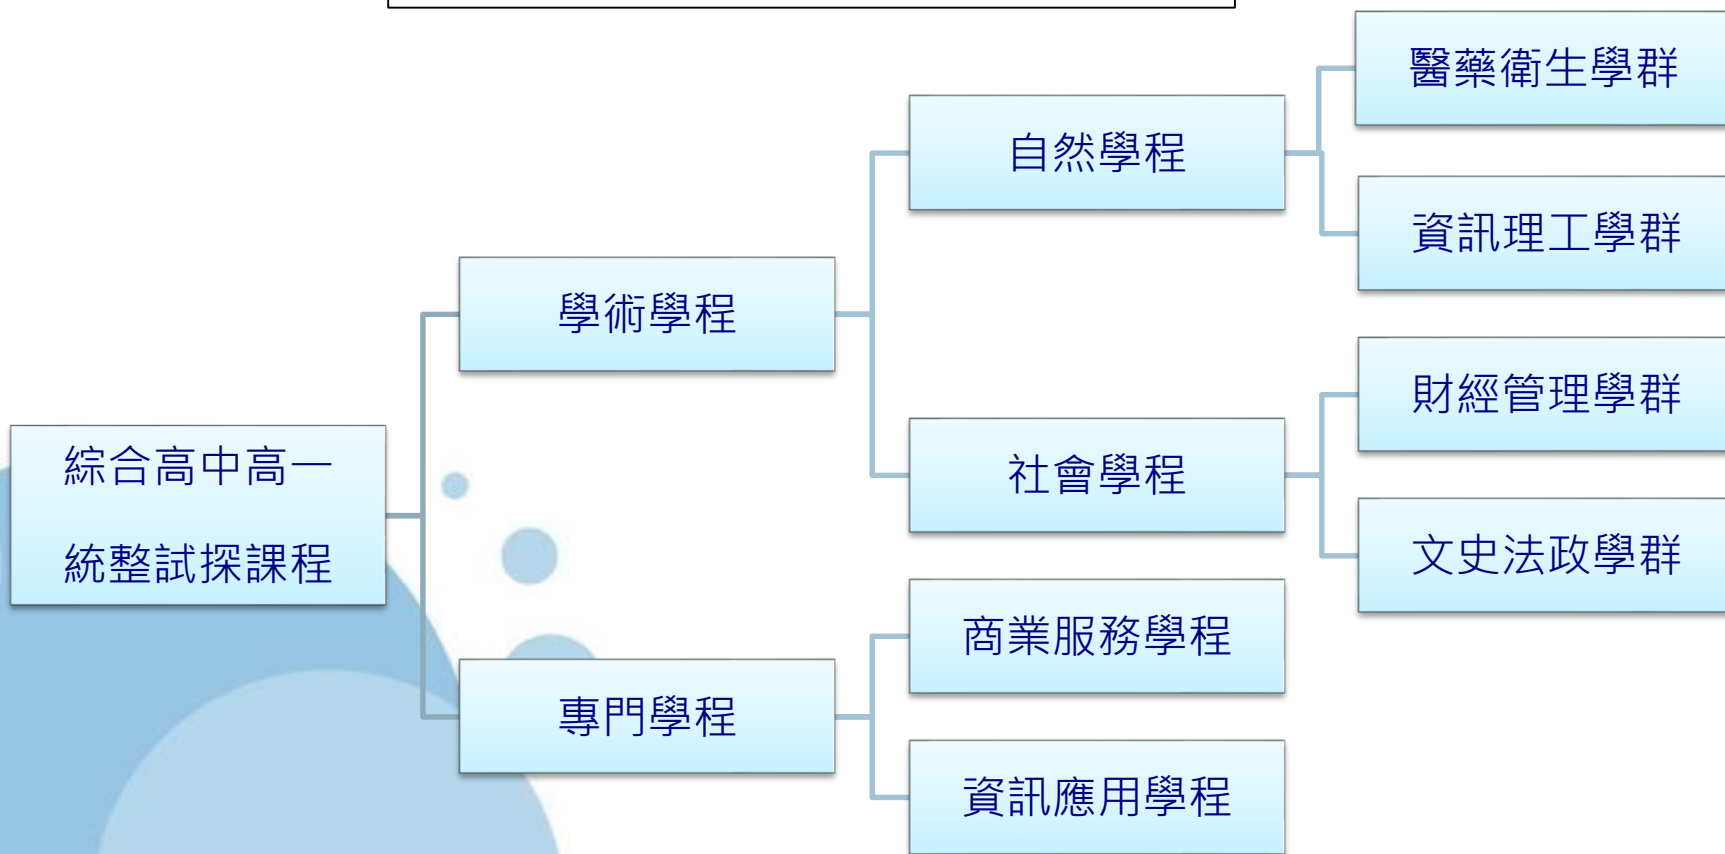 綜合高中高一
統整試探課程
學術學程
自然學程
醫藥衛生學群
資訊理工學群
社會學程
財經管理學群
文史法政學群
專門學程
商業服務學程
資訊應用學程